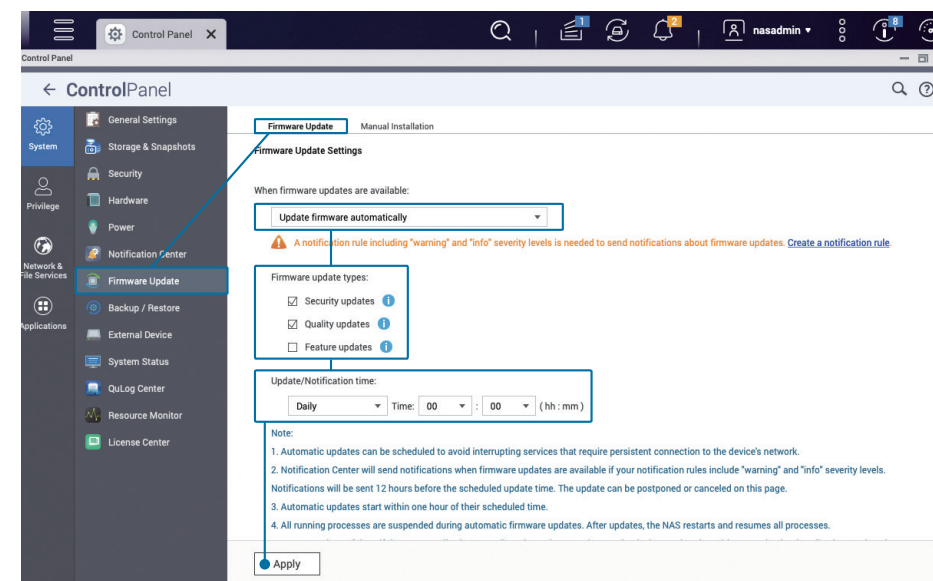 Control Panel
1
2
nasadmin
8
Control Panel
ControlPanel
System
Privilege
Network &
File Services
Applications
General Settings
Storage & Snapshots
Security
Hardware
Power
Notification Center
Firmware Update
Backup / Restore
External Device
System Status
QuLog Center
Resource Monitor
License Center
Firmware Update Manual Installation
Firmware Update Settings
When firmware updates are available:
Update firmware automatically
A notification rule including "warning" and "info" severity levels is needed to send notifications about firmware updates. Create a notification rule.
Firmware update types:
Security updates
Quality updates
Feature updates
Update/Notification time:
Daily Time: 00 : 00 ( hh : mm )
Note:
1. Automatic updates can be scheduled to avoid interrupting services that require persistent connection to the device's network.
2. Notification Center will send notifications when firmware updates are available if your notification rules include "warning" and "info" severity levels.
Notifications will be sent 12 hours before the scheduled update time. The update can be postponed or canceled on this page.
3. Automatic updates start within one hour of their scheduled time.
4. All running processes are suspended during automatic firmware updates. After updates, the NAS restarts and resumes all processes.
Apply